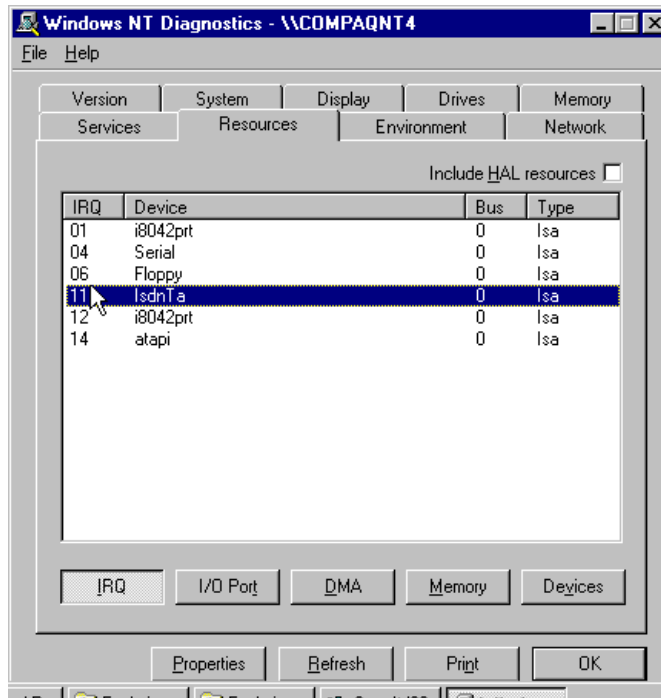 Windows NT Diagnostics - \\COMPAQNT4
File Help
Version System Display Drives Memory
Services Resources Environment Network
Include HAL resources
IRQ Device Bus Type
01 i8042prt 0 Isa
04 Serial 0 Isa
06 Floppy 0 Isa
11 IsdnTa 0 Isa
12 i8042prt 0 Isa
14 atapi 0 Isa
IRQ I/O Port DMA Memory Devices
Properties Refresh Print OK